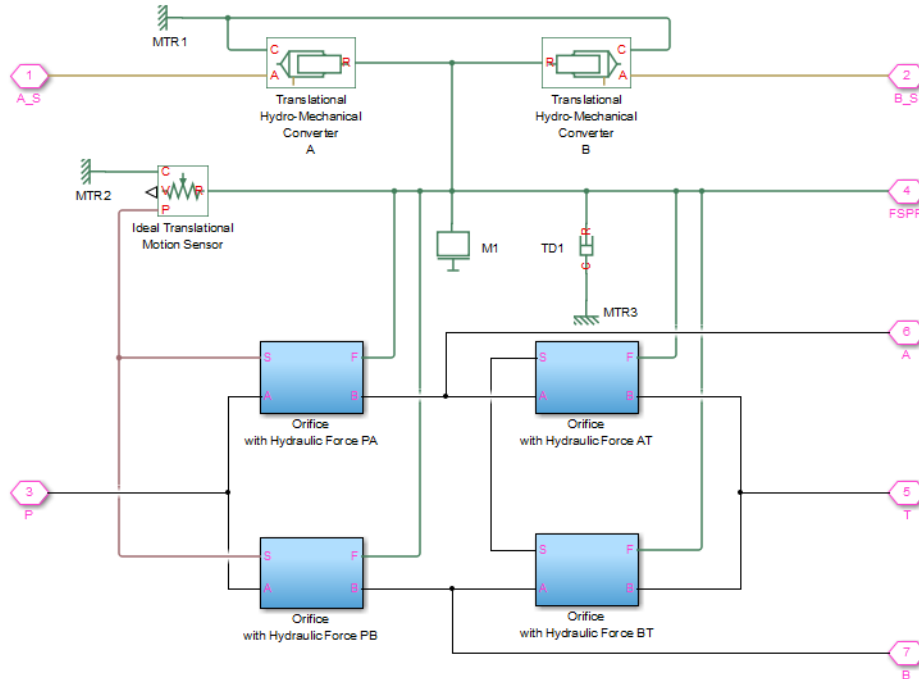 MTR1
C
A
R
Translational
Hydro-Mechanical
Converter
A
R
C
A
Translational
Hydro-Mechanical
Converter
B
1
A_S
2
B_S
MTR2
C
V
P
R
Ideal Translational
Motion Sensor
4
FSPR
M1
TD1
R
C
MTR3
6
A
S
F
A
B
Orifice
with Hydraulic Force PA
S
F
A
B
Orifice
with Hydraulic Force AT
3
P
5
T
S
F
A
B
Orifice
with Hydraulic Force PB
S
F
A
B
Orifice
with Hydraulic Force BT
7
B